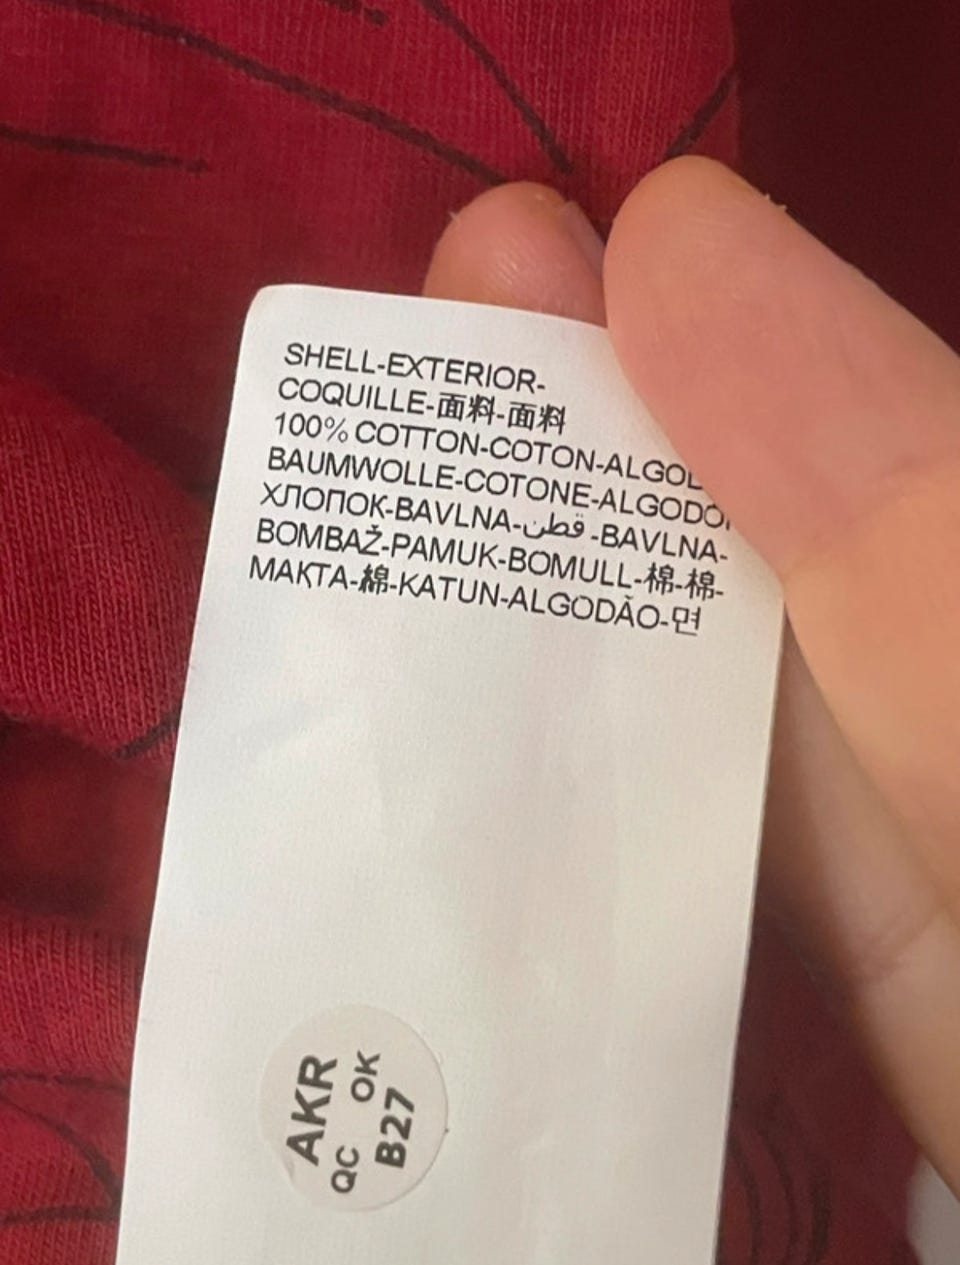 SHELL-EXTERIOR-
COQUILLE-面料-面料
100% COTTON-COTON-
BAUMWOLLE-COTONE-
ХЛОПОК-BAVLNA-قطن-BAVLNA-
BOMBAŽ-PAMUK-BOMULL-棉-棉-
MAKTA-綿-KATUN-ALGODÃO-면
AKR
QC OK
B27